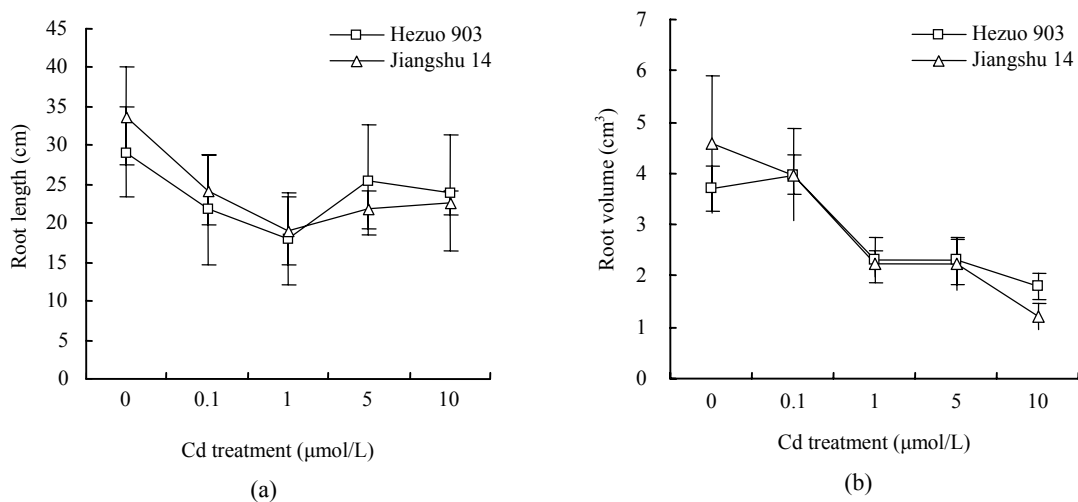 Hezuo 903
Jiangshu 14
Root length (cm)
45
40
35
30
25
20
15
10
5
0
0 0.1 1 5 10
Cd treatment (μmol/L)
(a)
Hezuo 903
Jiangshu 14
Root volume (cm³)
7
6
5
4
3
2
1
0
0 0.1 1 5 10
Cd treatment (μmol/L)
(b)